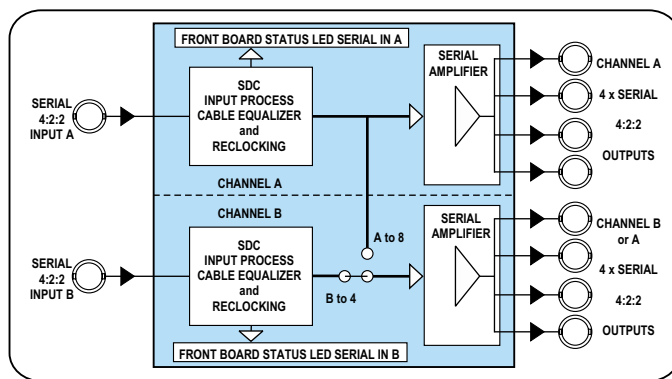 FRONT BOARD STATUS LED SERIAL IN A
SERIAL
4:2:2
INPUT A
SDC
INPUT PROCESS
CABLE EQUALIZER
and
RECLOCKING
SERIAL
AMPLIFIER
CHANNEL A
4 x SERIAL
4:2:2
OUTPUTS
CHANNEL A
CHANNEL B
SERIAL
4:2:2
INPUT B
SDC
INPUT PROCESS
CABLE EQUALIZER
and
RECLOCKING
A to 8
B to 4
SERIAL
AMPLIFIER
CHANNEL B
or A
4 x SERIAL
4:2:2
OUTPUTS
FRONT BOARD STATUS LED SERIAL IN B